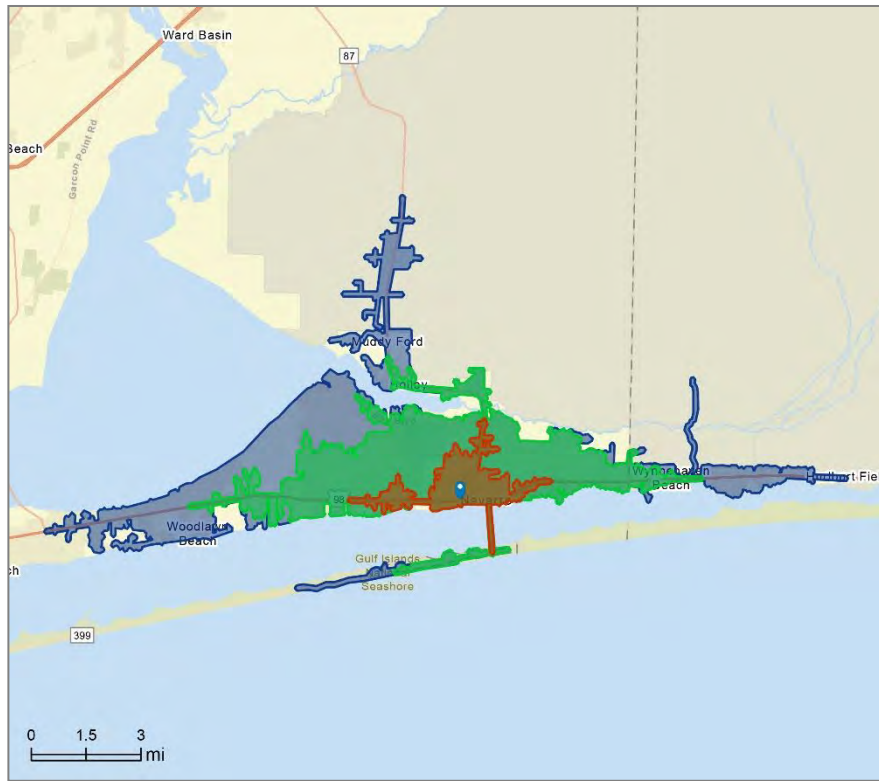 Ward Basin
87
Beach
Garcon Point Rd
Muddy Ford
Holley
Wynnehaven
Beach
Field
98
Navarre
Woodlawn
Beach
Gulf Islands
Seashore
399
0 1.5 3
mi